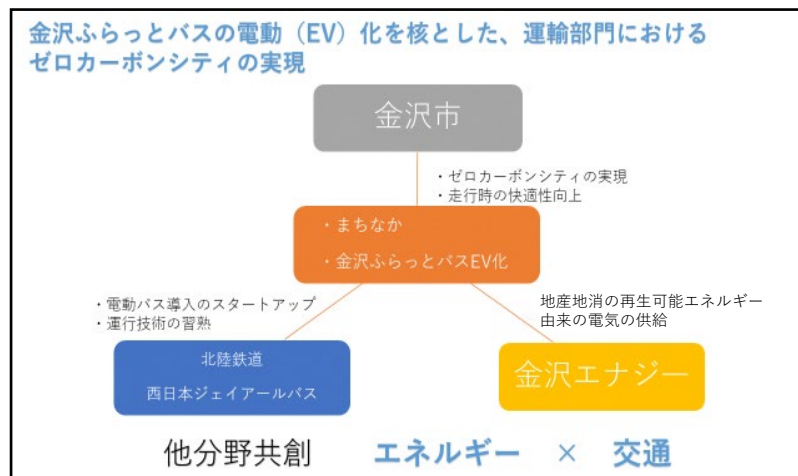 金沢ふらっとバスの電動（EV）化を核とした、運輸部門における
ゼロカーボンシティの実現
金沢市
・ゼロカーボンシティの実現
・走行時の快適性向上
・まちなか
・金沢ふらっとバスEV化
・電動バス導入のスタートアップ
・運行技術の習熟
地産地消の再生可能エネルギー
由来の電気の供給
北陸鉄道
西日本ジェイアールバス
金沢エナジー
他分野共創 エネルギー × 交通